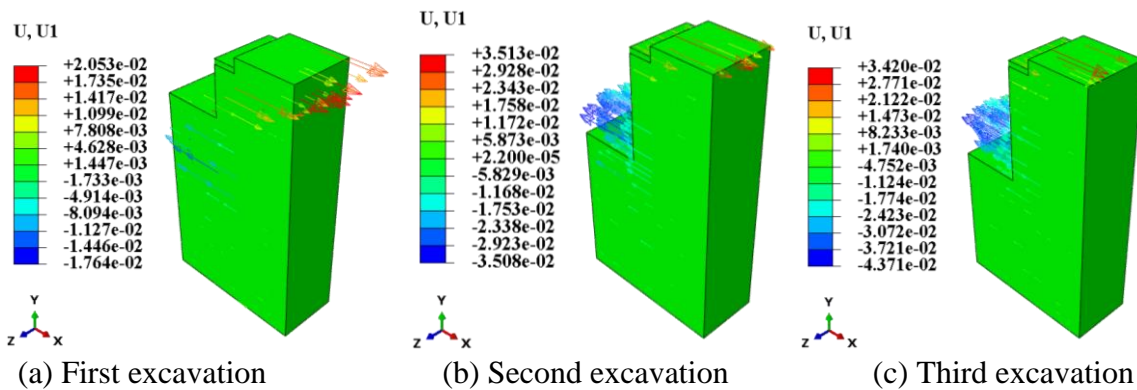 U, U1
+2.053e-02
+1.735e-02
+1.417e-02
+1.099e-02
+7.808e-03
+4.628e-03
+1.447e-03
-1.733e-03
-4.914e-03
-8.094e-03
-1.127e-02
-1.446e-02
-1.764e-02
Y
Z
X
(a) First excavation
U, U1
+3.513e-02
+2.928e-02
+2.343e-02
+1.758e-02
+1.172e-02
+5.873e-03
+2.200e-05
-5.829e-03
-1.168e-02
-1.753e-02
-2.338e-02
-2.923e-02
-3.508e-02
Y
Z
X
(b) Second excavation
U, U1
+3.420e-02
+2.771e-02
+2.122e-02
+1.473e-02
+8.233e-03
+1.740e-03
-4.752e-03
-1.124e-02
-1.774e-02
-2.423e-02
-3.072e-02
-3.721e-02
-4.371e-02
Y
Z
X
(c) Third excavation